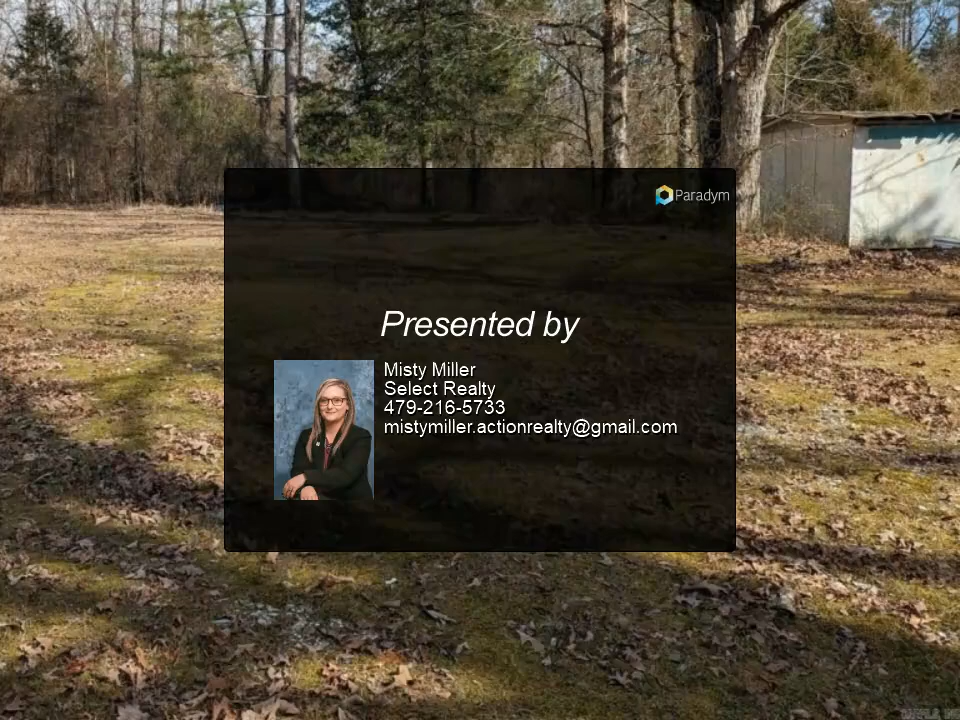 Paradym
Presented by
Misty Miller
Select Realty
479-216-5733
mistymiller.actionrealty@gmail.com